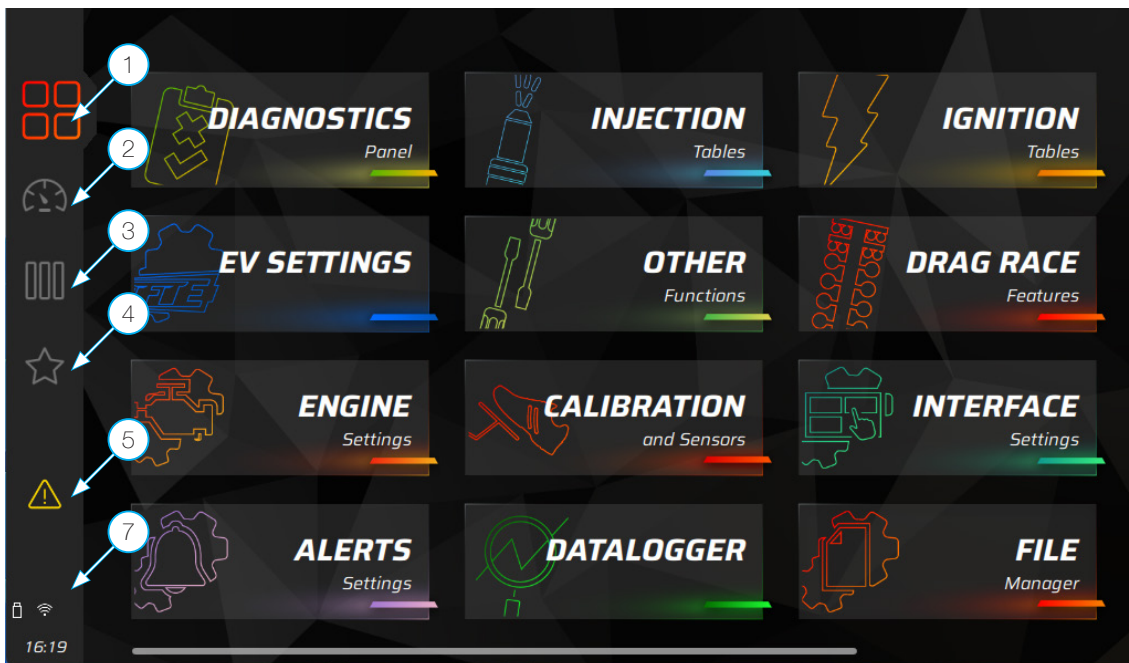 1
2
3
4
5
7
16:19
DIAGNOSTICS
Panel
INJECTION
Tables
IGNITION
Tables
EV SETTINGS
FTE
OTHER
Functions
DRAG RACE
Features
ENGINE
Settings
CALIBRATION
and Sensors
INTERFACE
Settings
ALERTS
Settings
DATALOGGER
FILE
Manager